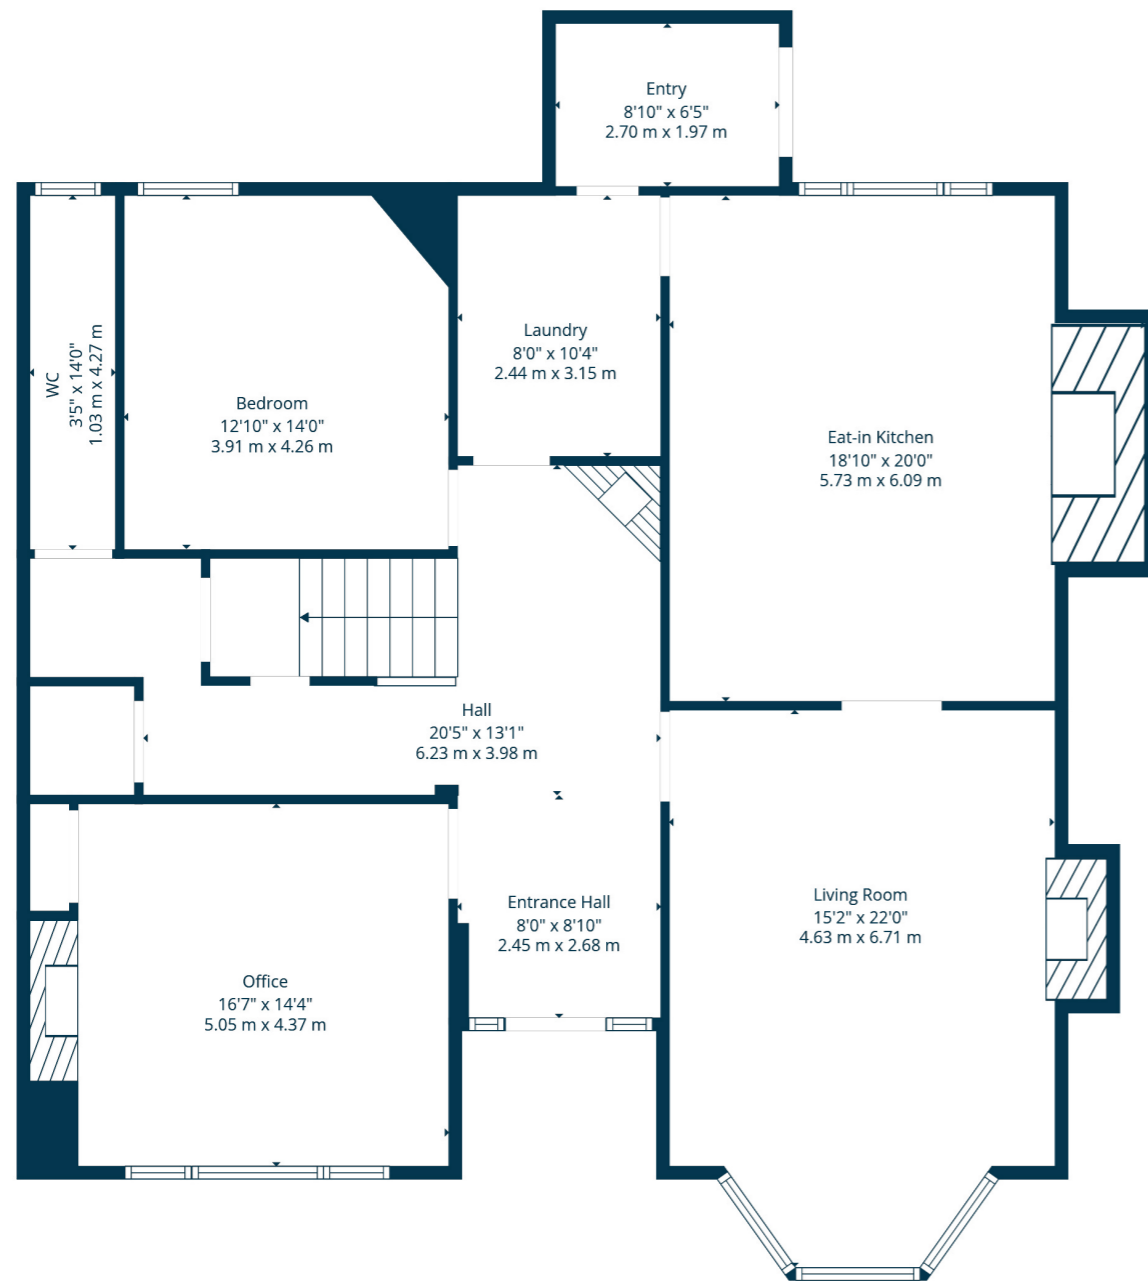 Entry
8'10" x 6'5"
2.70 m x 1.97 m
WC
3'5" x 14'0"
1.03 m x 4.27 m
Bedroom
12'10" x 14'0"
3.91 m x 4.26 m
Laundry
8'0" x 10'4"
2.44 m x 3.15 m
Eat-in Kitchen
18'10" x 20'0"
5.73 m x 6.09 m
Hall
20'5" x 13'1"
6.23 m x 3.98 m
Entrance Hall
8'0" x 8'10"
2.45 m x 2.68 m
Living Room
15'2" x 22'0"
4.63 m x 6.71 m
Office
16'7" x 14'4"
5.05 m x 4.37 m